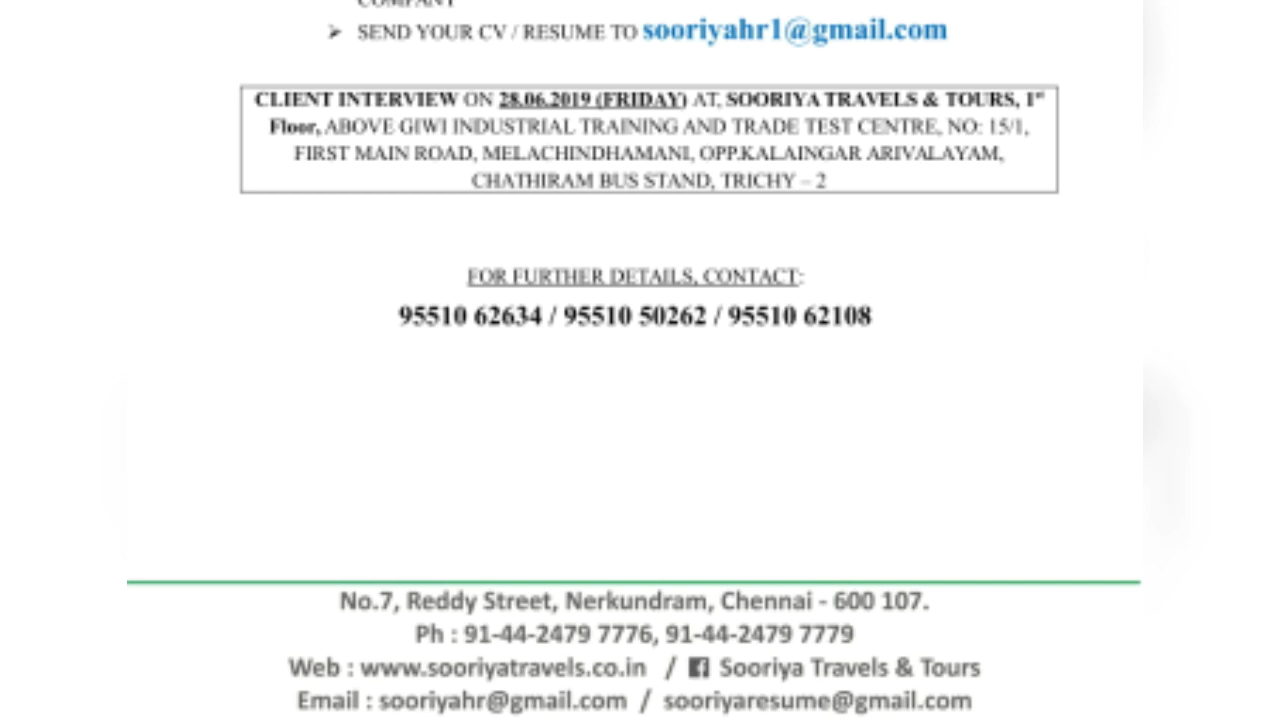 COMPANY
➢ SEND YOUR CV / RESUME TO sooriyahr1@gmail.com
CLIENT INTERVIEW ON 28.06.2019 (FRIDAY) AT, SOORIYA TRAVELS & TOURS, 1st
Floor, ABOVE GIWI INDUSTRIAL TRAINING AND TRADE TEST CENTRE, NO: 15/1,
FIRST MAIN ROAD, MELACHINDHAMANI, OPP.KALAINGAR ARIVALAYAM,
CHATHIRAM BUS STAND, TRICHY – 2
FOR FURTHER DETAILS, CONTACT:
95510 62634 / 95510 50262 / 95510 62108
No.7, Reddy Street, Nerkundram, Chennai - 600 107.
Ph : 91-44-2479 7776, 91-44-2479 7779
Web : www.sooriyatravels.co.in / Sooriya Travels & Tours
Email : sooriyahr@gmail.com / sooriyaresume@gmail.com